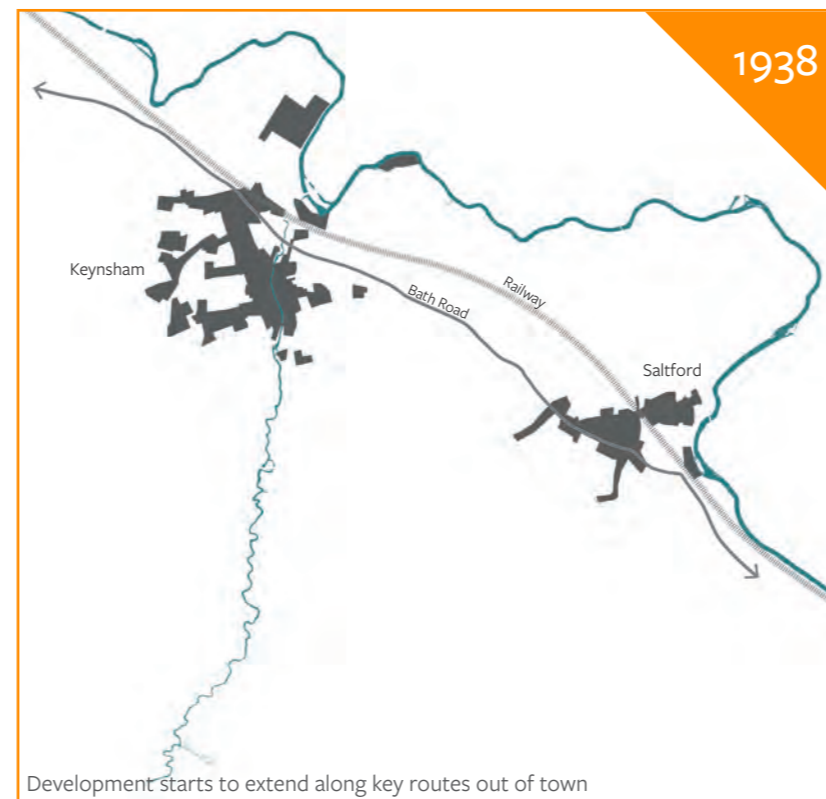 1938
Keynsham
Bath Road
Railway
Saltford
Development starts to extend along key routes out of town